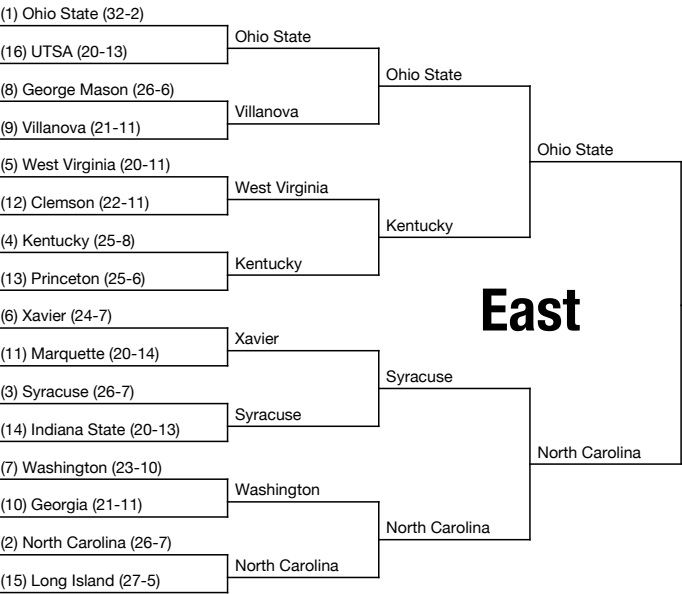 (1) Ohio State (32-2)
(16) UTSA (20-13)
(8) George Mason (26-6)
(9) Villanova (21-11)
(5) West Virginia (20-11)
(12) Clemson (22-11)
(4) Kentucky (25-8)
(13) Princeton (25-6)
(6) Xavier (24-7)
(11) Marquette (20-14)
(3) Syracuse (26-7)
(14) Indiana State (20-13)
(7) Washington (23-10)
(10) Georgia (21-11)
(2) North Carolina (26-7)
(15) Long Island (27-5)
Ohio State
Villanova
West Virginia
Kentucky
Xavier
Syracuse
Washington
North Carolina
Ohio State
Kentucky
Syracuse
North Carolina
Ohio State
North Carolina
East